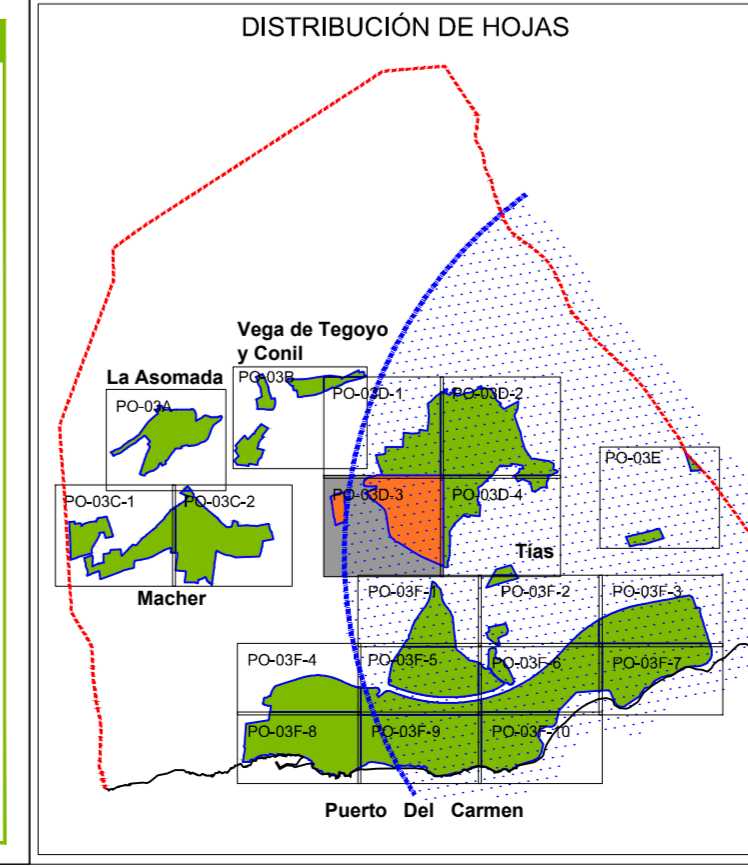 DISTRIBUCIÓN DE HOJAS
Vega de Tegoyo
y Conil
La Asomada
PO-03B
PO-03D-1
PO-03D-2
PO-03A
PO-03E
PO-03C-1
PO-03C-2
PO-03D-3
PO-03D-4
Tías
Macher
PO-03F-1
PO-03F-2
PO-03F-3
PO-03F-4
PO-03F-5
PO-03F-6
PO-03F-7
PO-03F-8
PO-03F-9
PO-03F-10
Puerto Del Carmen